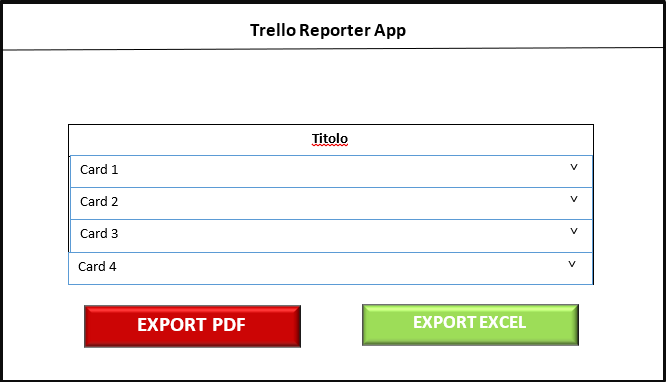 Trello Reporter App
Titolo
Card 1
Card 2
Card 3
Card 4
EXPORT PDF
EXPORT EXCEL